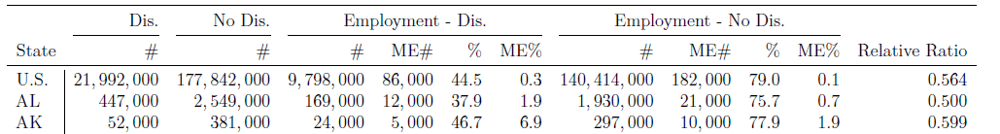 Dis. No Dis. Employment - Dis. Employment - No Dis.
State # # # ME# % ME% # ME# % ME% Relative Ratio
U.S. 21,992,000 177,842,000 9,798,000 86,000 44.5 0.3 140,414,000 182,000 79.0 0.1 0.564
AL 447,000 2,549,000 169,000 12,000 37.9 1.9 1,930,000 21,000 75.7 0.7 0.500
AK 52,000 381,000 24,000 5,000 46.7 6.9 297,000 10,000 77.9 1.9 0.599